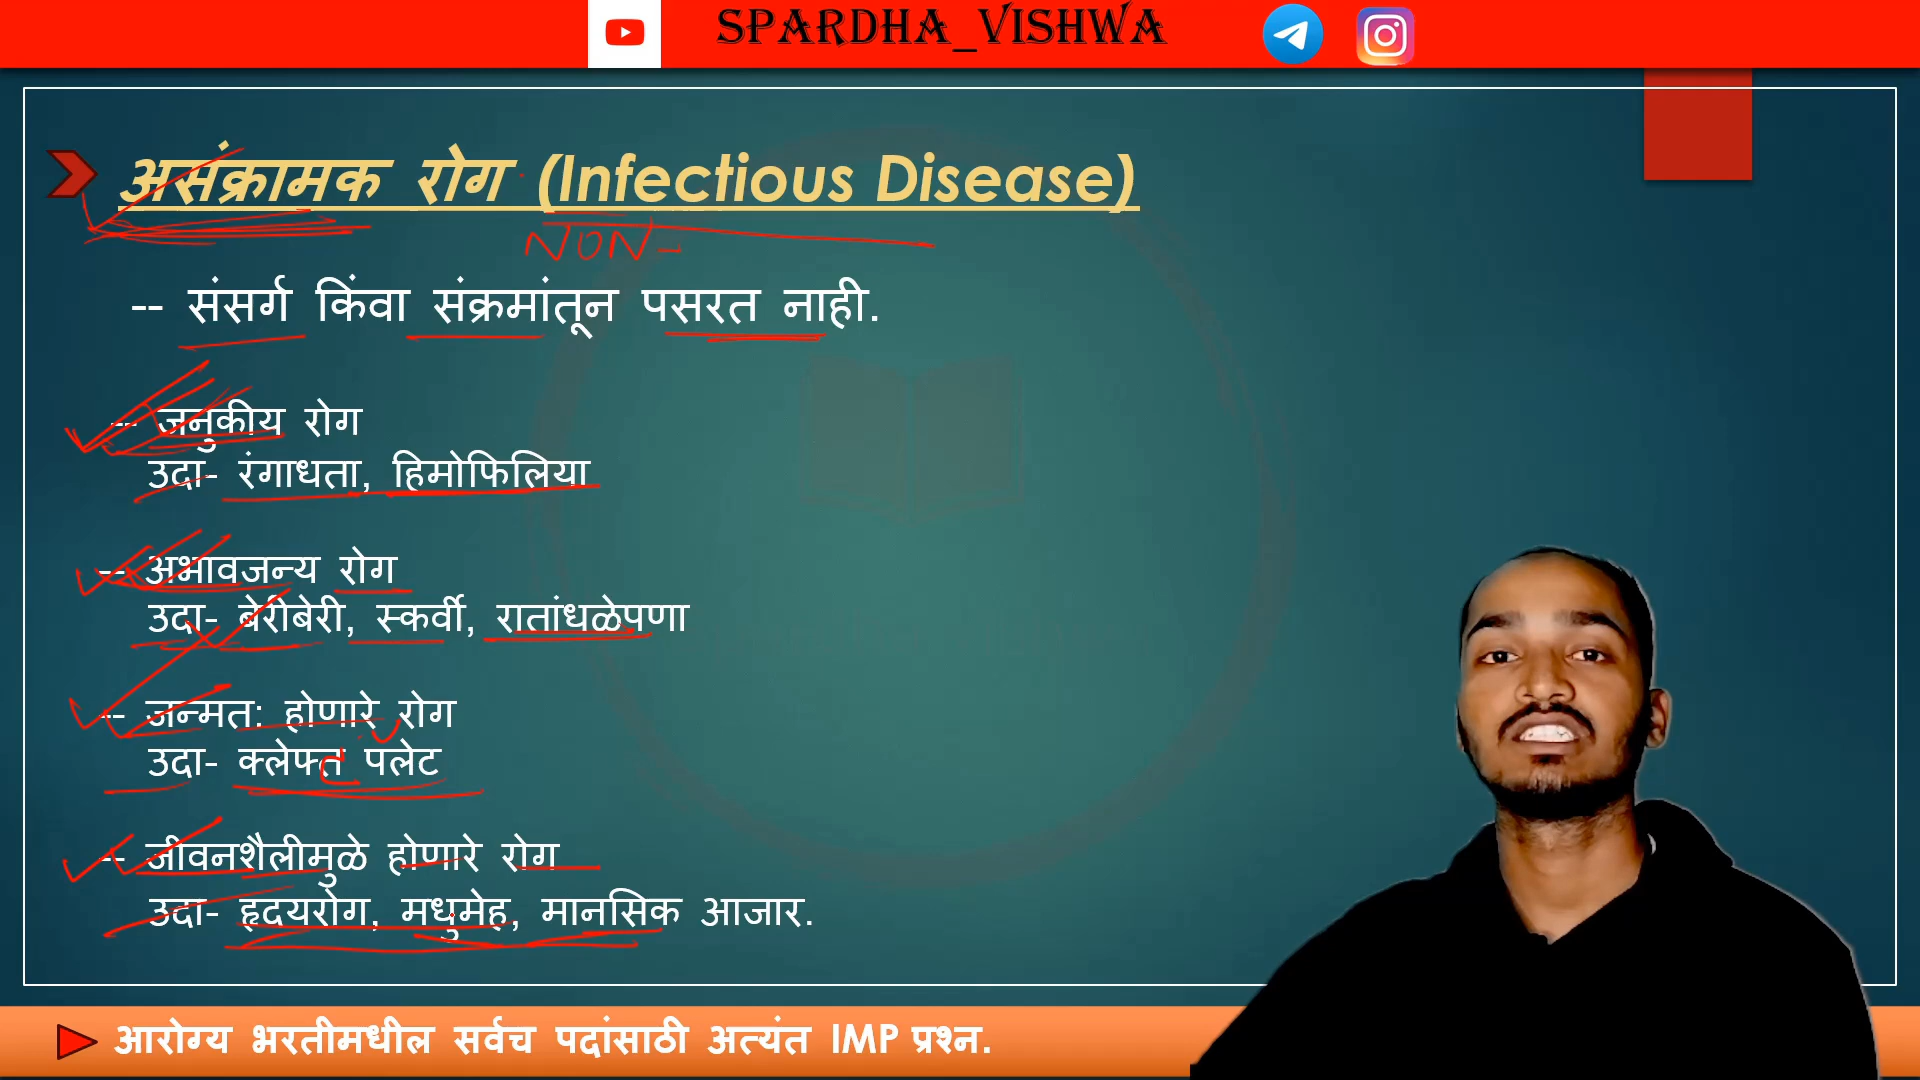 SPARDHA_VISHWA
असंक्रामक रोग (Infectious Disease)
NON-
-- संसर्ग किंवा संक्रमांतून पसरत नाही.
-- जनुकीय रोग
उदा- रंगाधता, हिमोफिलिया
-- अभावजन्य रोग
उदा- बेरीबेरी, स्कर्वी, रातांधळेपणा
-- जन्मत: होणारे रोग
उदा- क्लेफ्त पलेट
-- जीवनशैलीमुळे होणारे रोग
उदा- हृदयरोग, मधुमेह, मानसिक आजार.
आरोग्य भरतीमधील सर्वच पदांसाठी अत्यंत IMP प्रश्न.